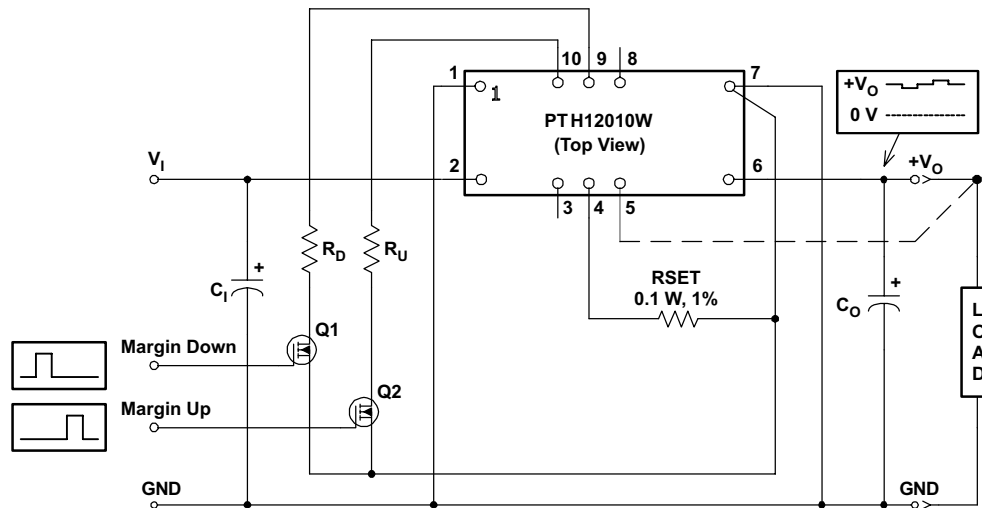 10 9 8
1 7
1
+VO
0 V
PTH12010W
(Top View)
VI
2 6
+VO
3 4 5
RD
RU
RSET
0.1 W, 1%
CI
+
+
CO
L
O
A
D
Q1
Margin Down
Q2
Margin Up
GND
GND